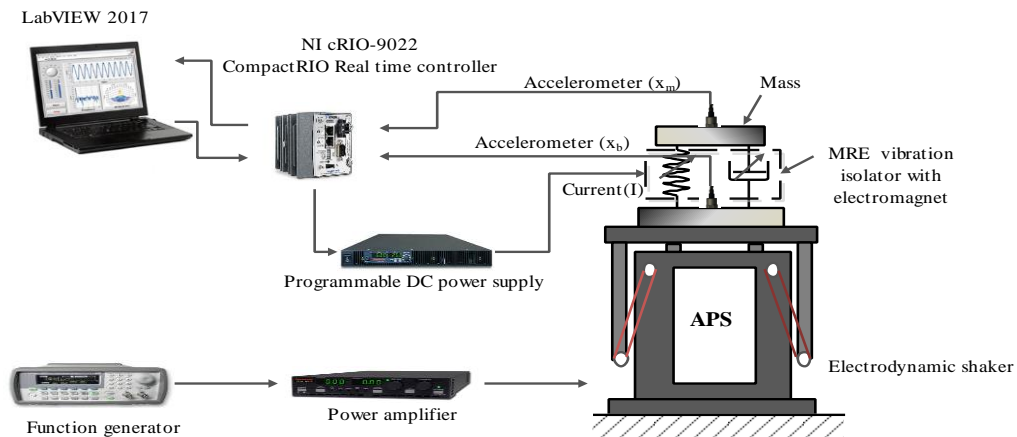 LabVIEW 2017
NI cRIO-9022
CompactRIO Real time controller
Accelerometer (xm)
Mass
Accelerometer (xb)
MRE vibration
isolator with
electromagnet
Current(I)
Programmable DC power supply
APS
Electrodynamic shaker
Power amplifier
Function generator